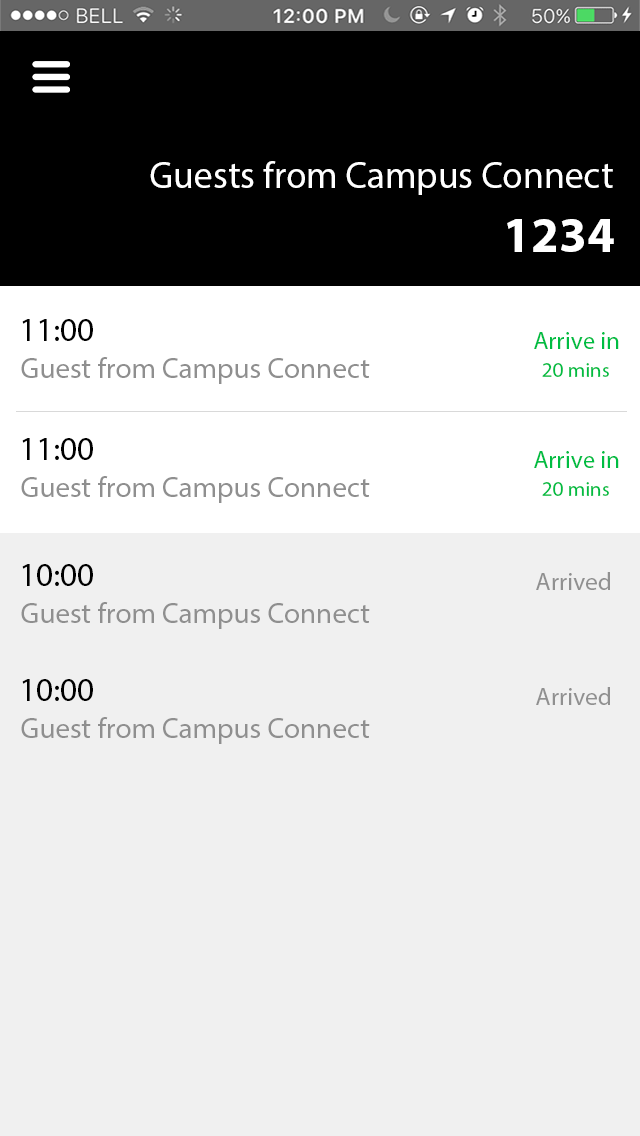 BELL 12:00 PM 50%
Guests from Campus Connect
1234
11:00
Guest from Campus Connect
Arrive in
20 mins
11:00
Guest from Campus Connect
Arrive in
20 mins
10:00
Guest from Campus Connect
Arrived
10:00
Guest from Campus Connect
Arrived